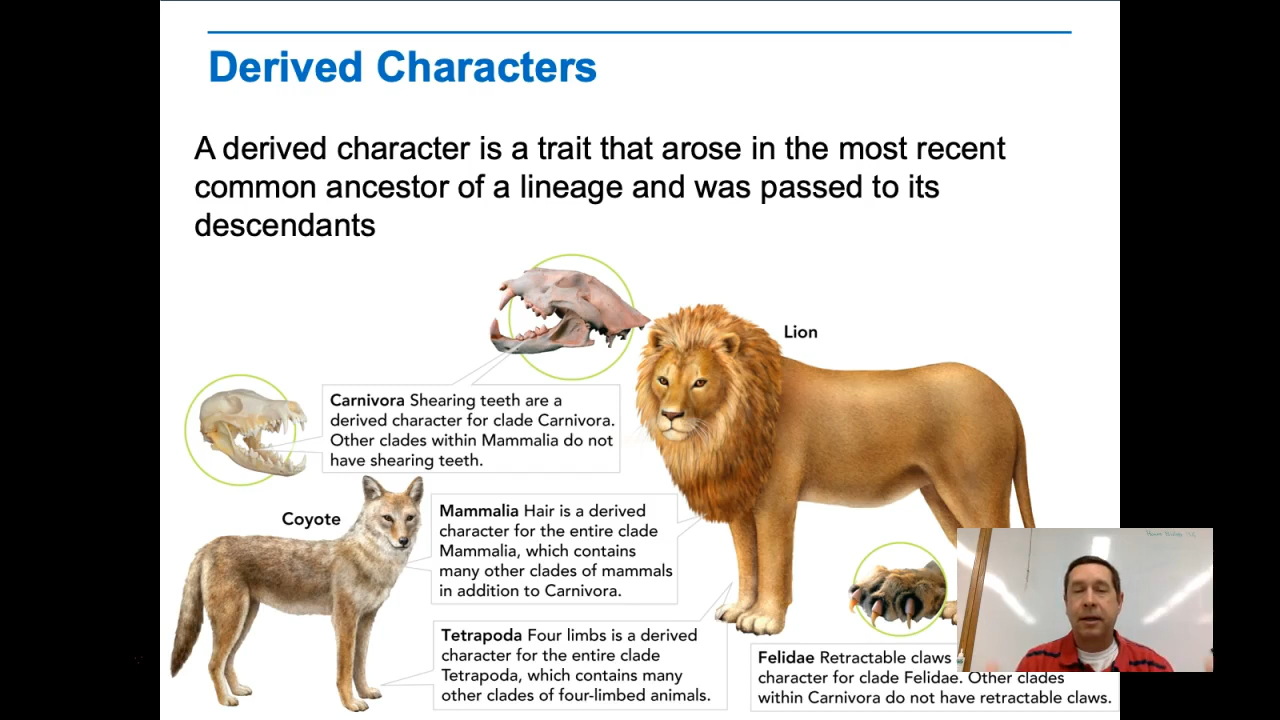 Derived Characters
A derived character is a trait that arose in the most recent
common ancestor of a lineage and was passed to its
descendants
Lion
Carnivora Shearing teeth are a
derived character for clade Carnivora.
Other clades within Mammalia do not
have shearing teeth.
Coyote
Mammalia Hair is a derived
character for the entire clade
Mammalia, which contains
many other clades of mammals
in addition to Carnivora.
Tetrapoda Four limbs is a derived
character for the entire clade
Tetrapoda, which contains many
other clades of four-limbed animals.
Felidae Retractable claws
character for clade Felidae. Other clades
within Carnivora do not have retractable claws.